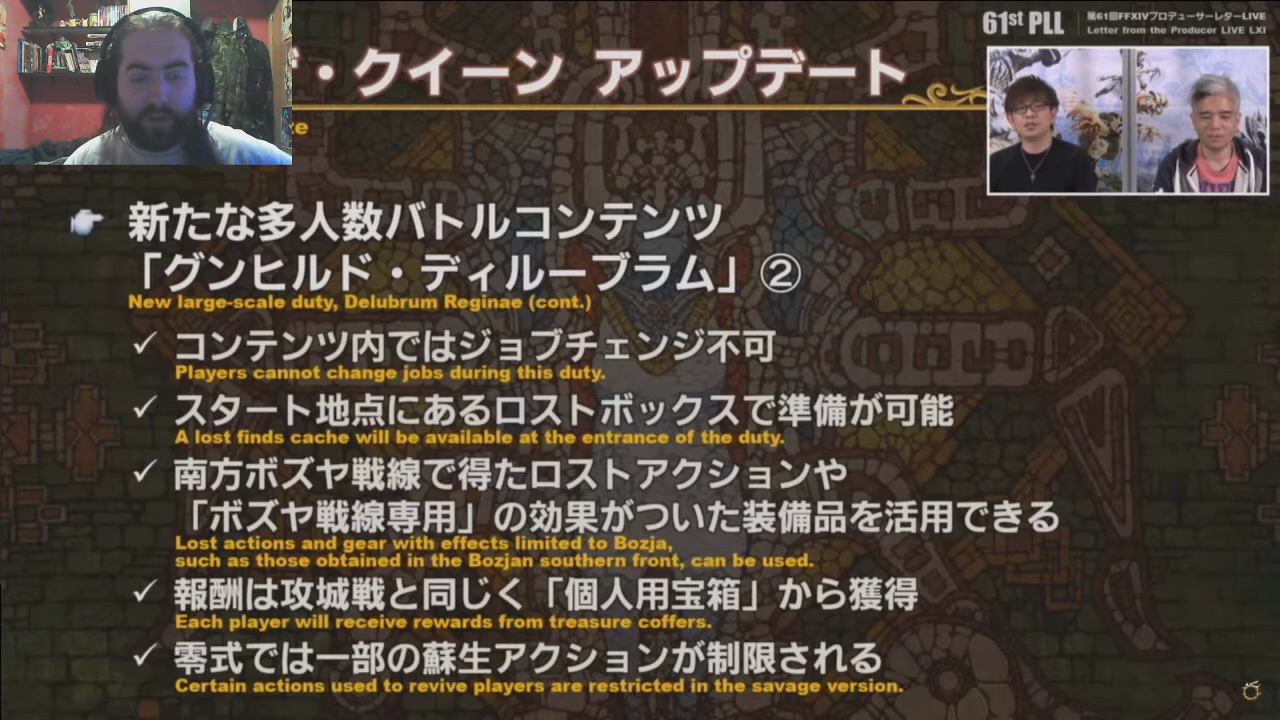 61st PLL
第61回FFXIVプロデューサーレターLIVE
Letter from the Producer LIVE LXI
・クイーン アップデート
新たな多人数バトルコンテンツ
「グンヒルド・ディルーブラム」②
New large-scale duty, Delubrum Reginae (cont.)
✓ コンテンツ内ではジョブチェンジ不可
Players cannot change jobs during this duty.
✓ スタート地点にあるロストボックスで準備が可能
A lost finds cache will be available at the entrance of the duty.
✓ 南方ボズヤ戦線で得たロストアクションや
「ボズヤ戦線専用」の効果がついた装備品を活用できる
Lost actions and gear with effects limited to Bozja,
such as those obtained in the Bozjan southern front, can be used.
✓ 報酬は攻城戦と同じく「個人用宝箱」から獲得
Each player will receive rewards from treasure coffers.
✓ 零式では一部の蘇生アクションが制限される
Certain actions used to revive players are restricted in the savage version.